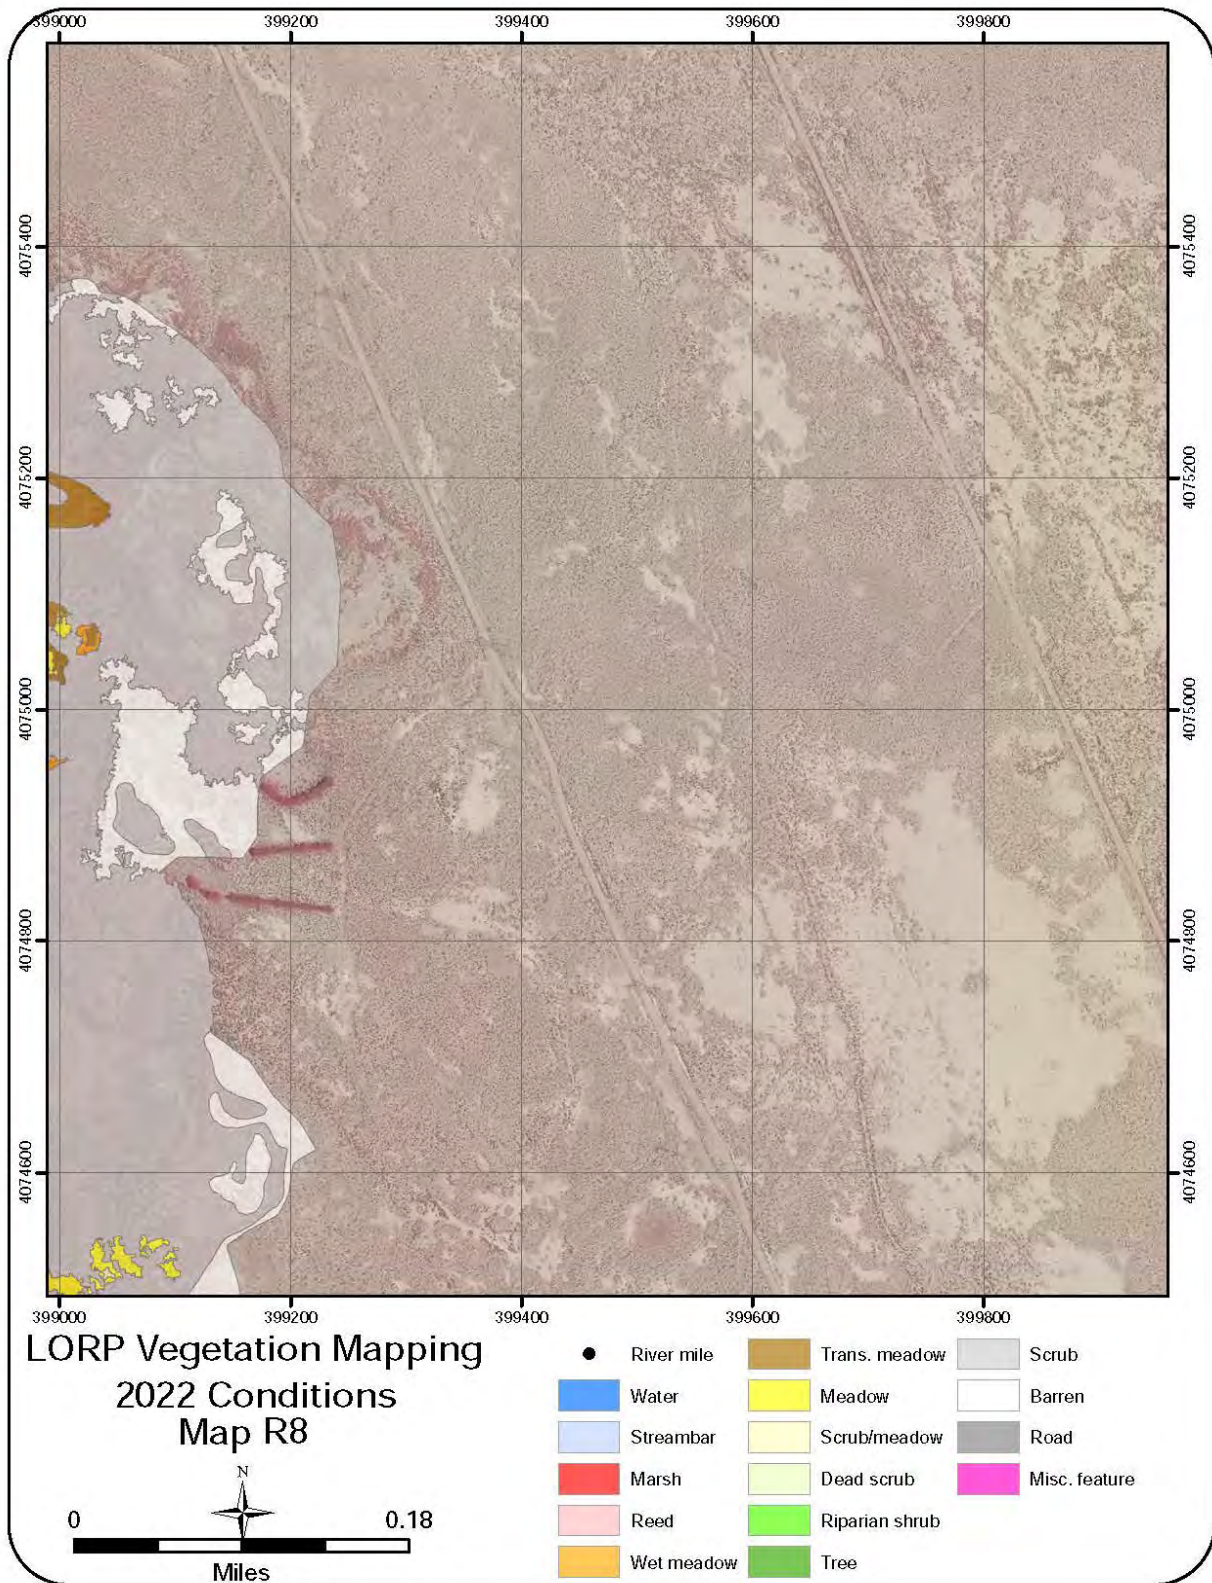 399000 399200 399400 399600 399800
4075400 4075400
4075200 4075200
4075000 4075000
4074800 4074800
4074600 4074600
399000 399200 399400 399600 399800
LORP Vegetation Mapping
2022 Conditions
Map R8
N
0 0.18
Miles
River mile
Water
Streambar
Marsh
Reed
Wet meadow
Trans. meadow
Meadow
Scrub/meadow
Dead scrub
Riparian shrub
Tree
Scrub
Barren
Road
Misc. feature